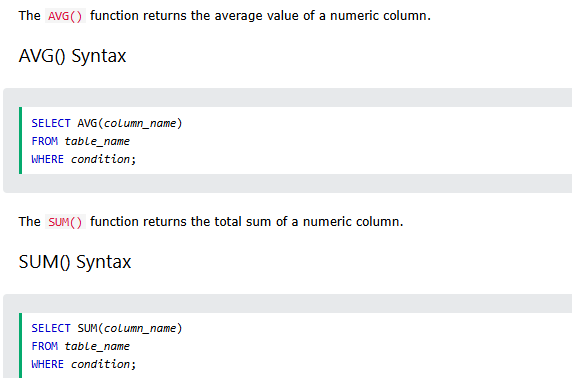 The AVG() function returns the average value of a numeric column.
AVG() Syntax
SELECT AVG(column_name)
FROM table_name
WHERE condition;
The SUM() function returns the total sum of a numeric column.
SUM() Syntax
SELECT SUM(column_name)
FROM table_name
WHERE condition;